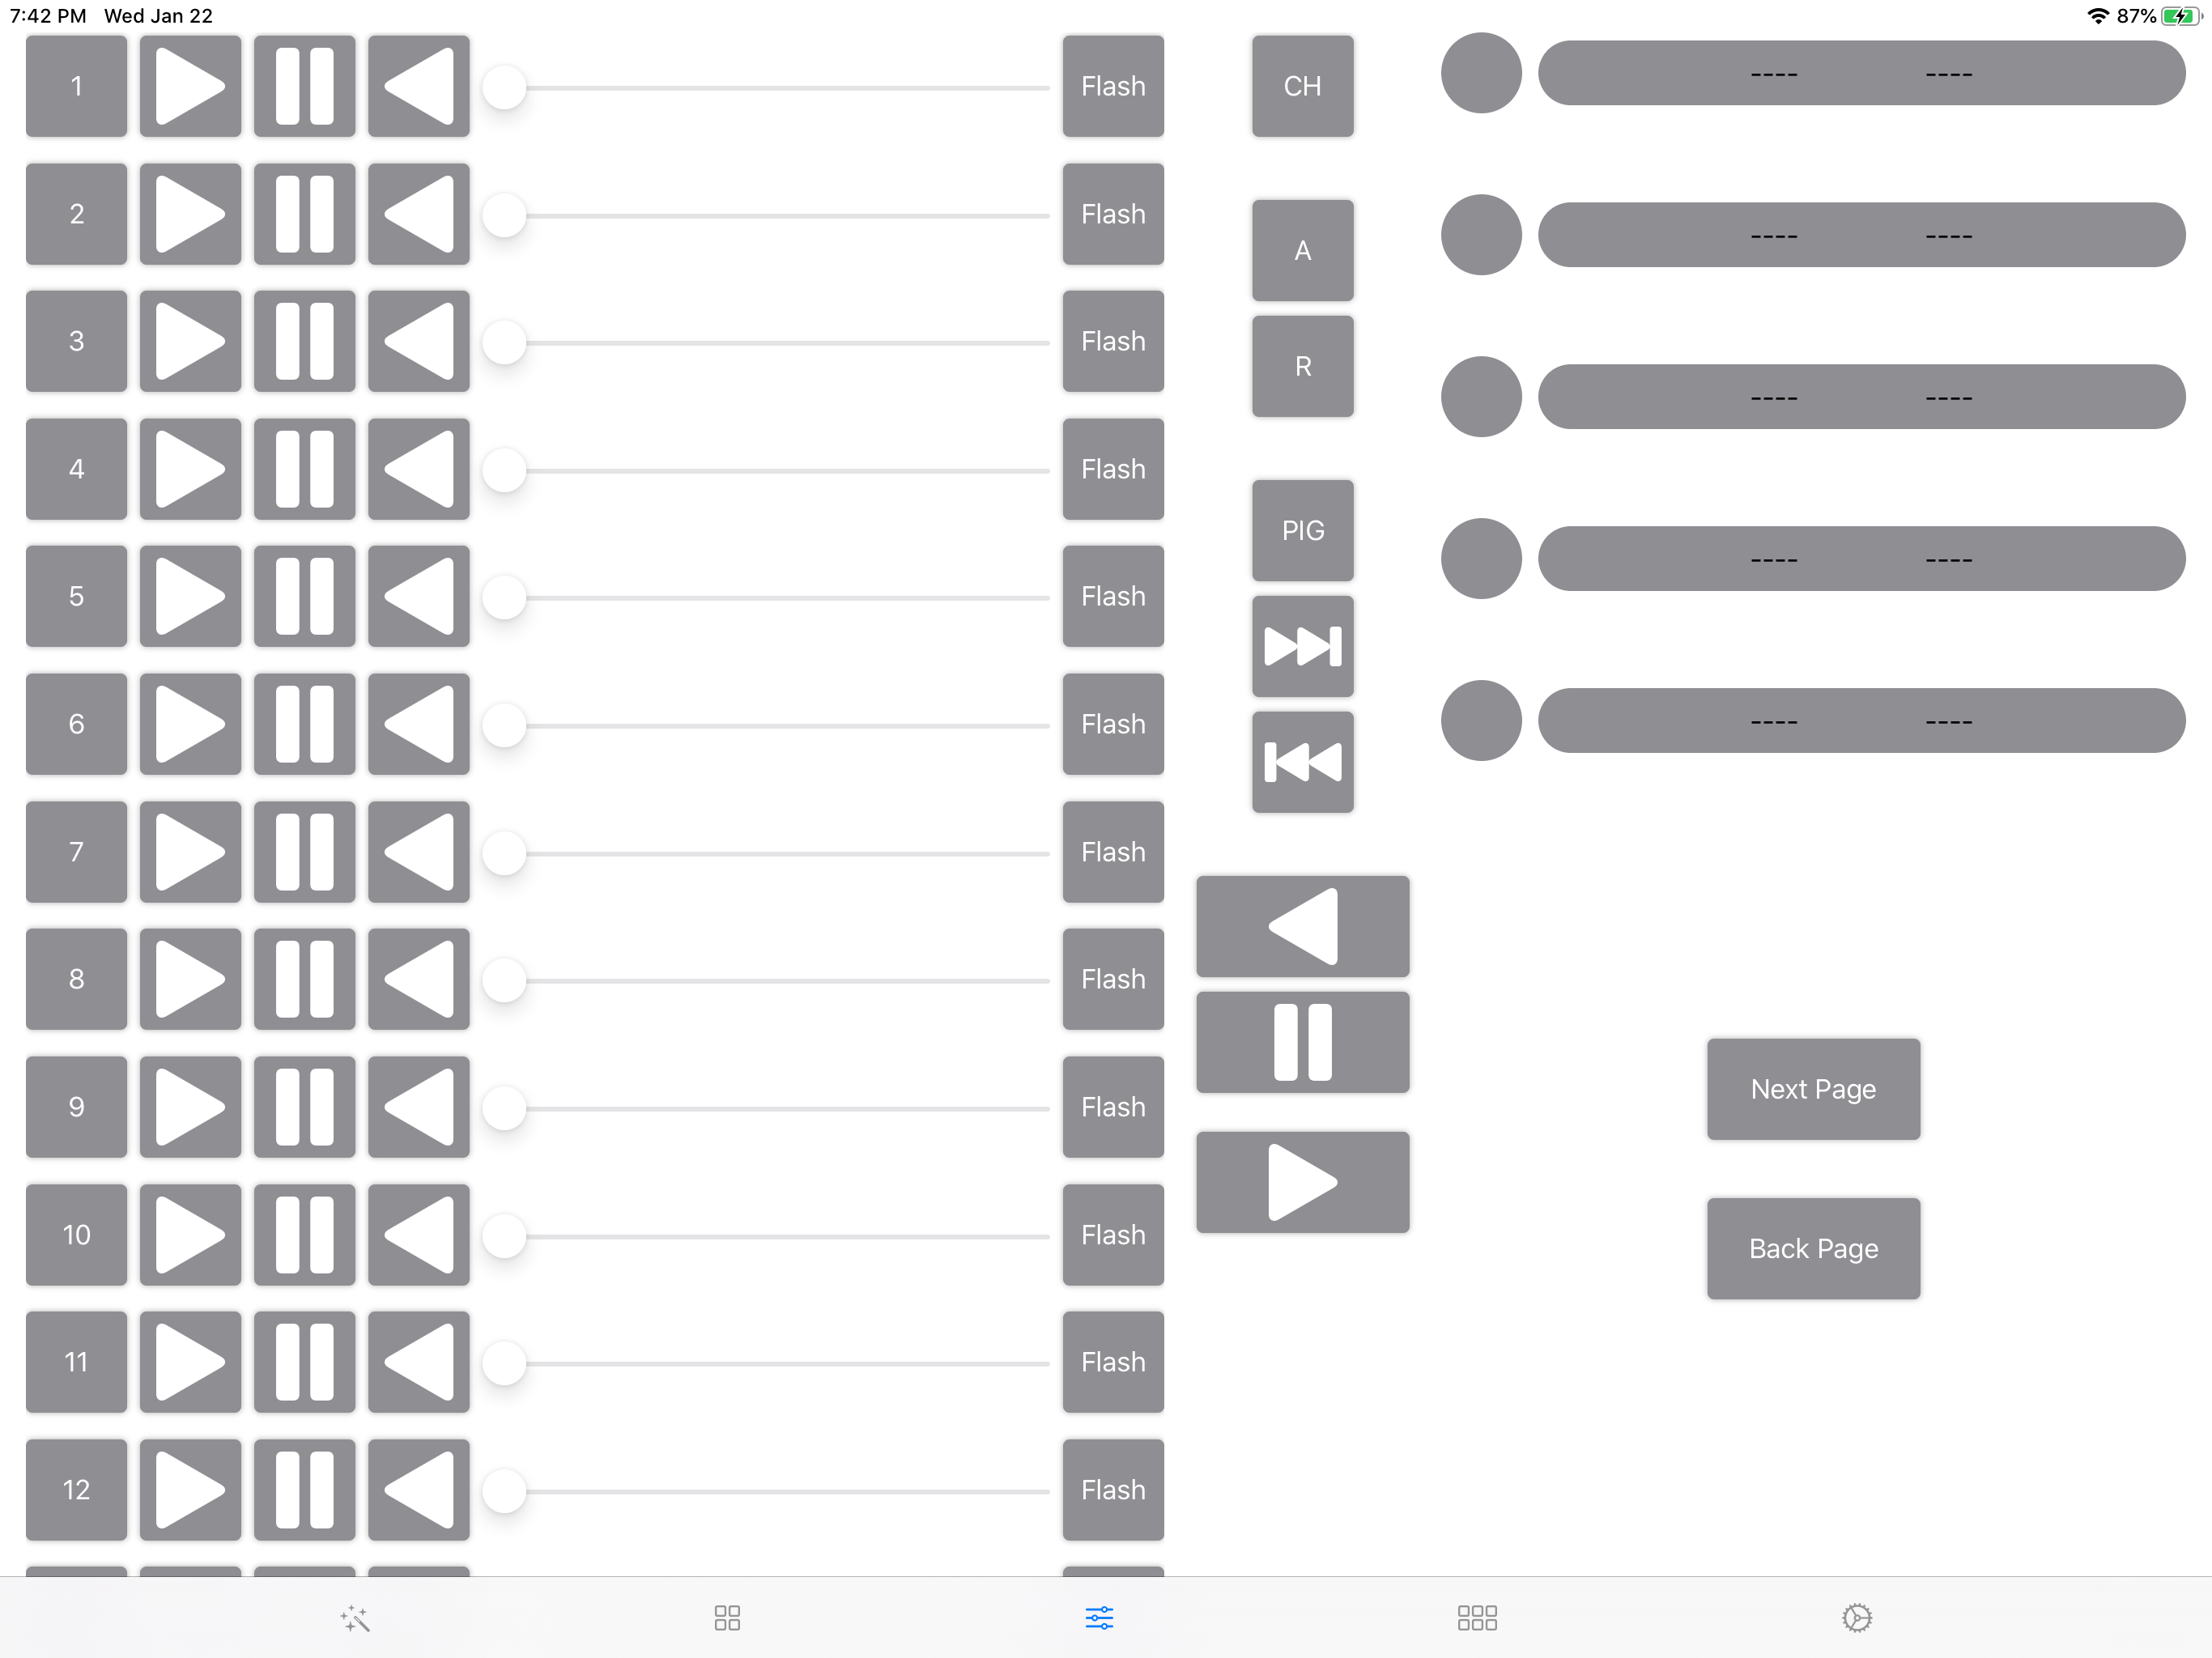 7:42 PM Wed Jan 22 87%
1 Flash CH ---- ----
2 Flash A ---- ----
3 Flash R ---- ----
4 Flash PIG ---- ----
5 Flash
6 Flash ---- ----
7 Flash
8 Flash
9 Flash Next Page
10 Flash Back Page
11 Flash
12 Flash